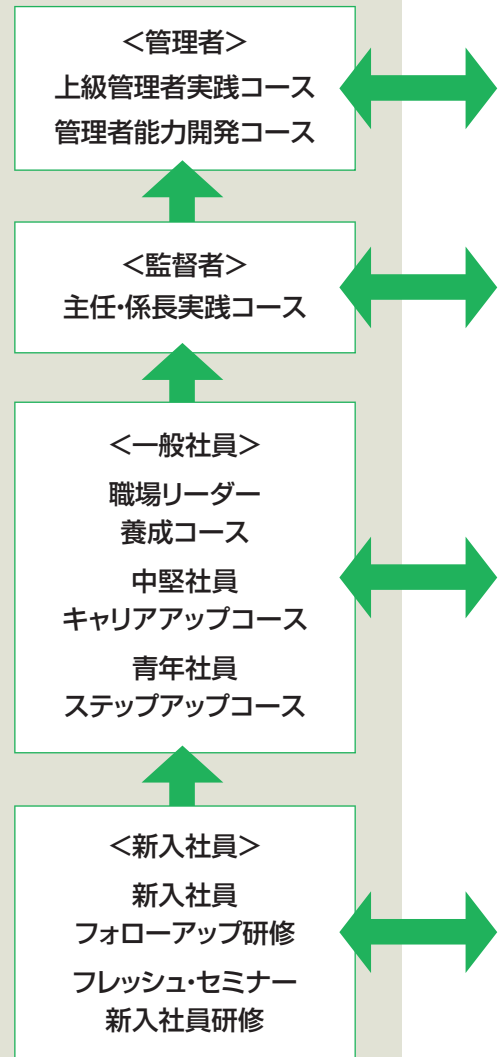 <管理者>
上級管理者実践コース
管理者能力開発コース
<監督者>
主任・係長実践コース
<一般社員>
職場リーダー
養成コース
中堅社員
キャリアアップコース
青年社員
ステップアップコース
<新入社員>
新入社員
フォローアップ研修
フレッシュ・セミナー
新入社員研修